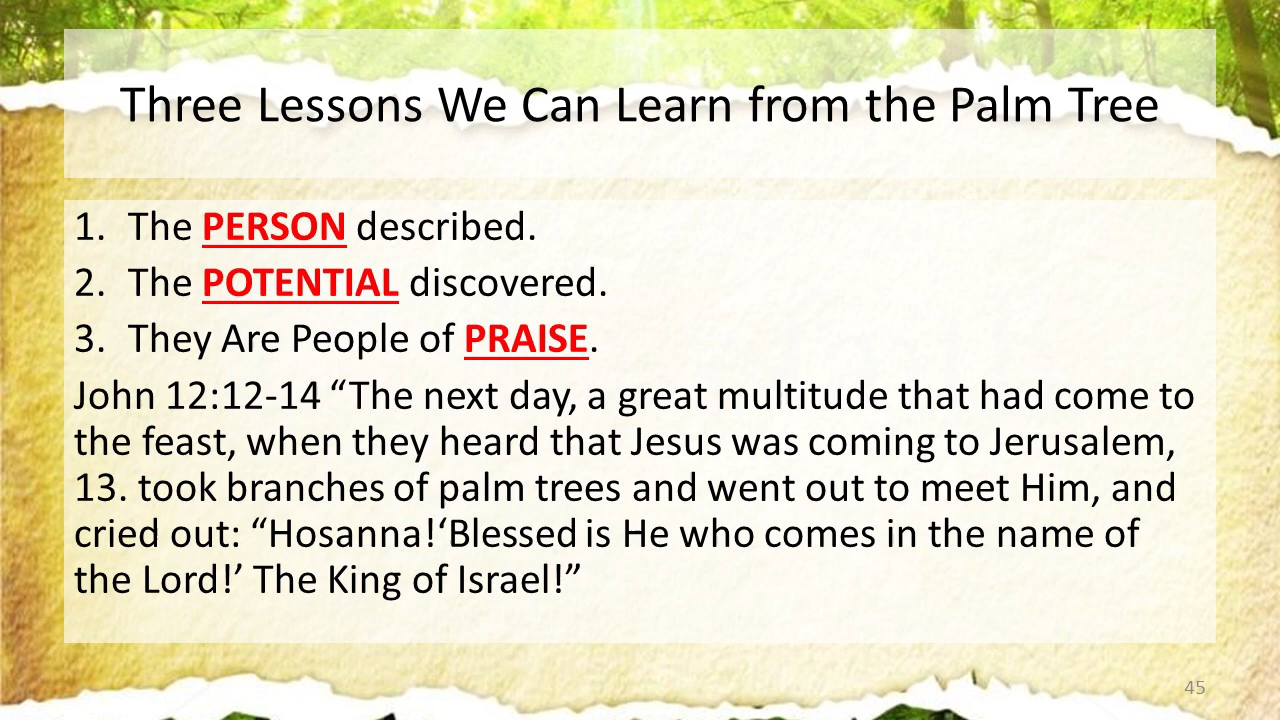 Three Lessons We Can Learn from the Palm Tree
1. The PERSON described.
2. The POTENTIAL discovered.
3. They Are People of PRAISE.
John 12:12-14 “The next day, a great multitude that had come to
the feast, when they heard that Jesus was coming to Jerusalem,
13. took branches of palm trees and went out to meet Him, and
cried out: “Hosanna!‘Blessed is He who comes in the name of
the Lord!’ The King of Israel!”
45